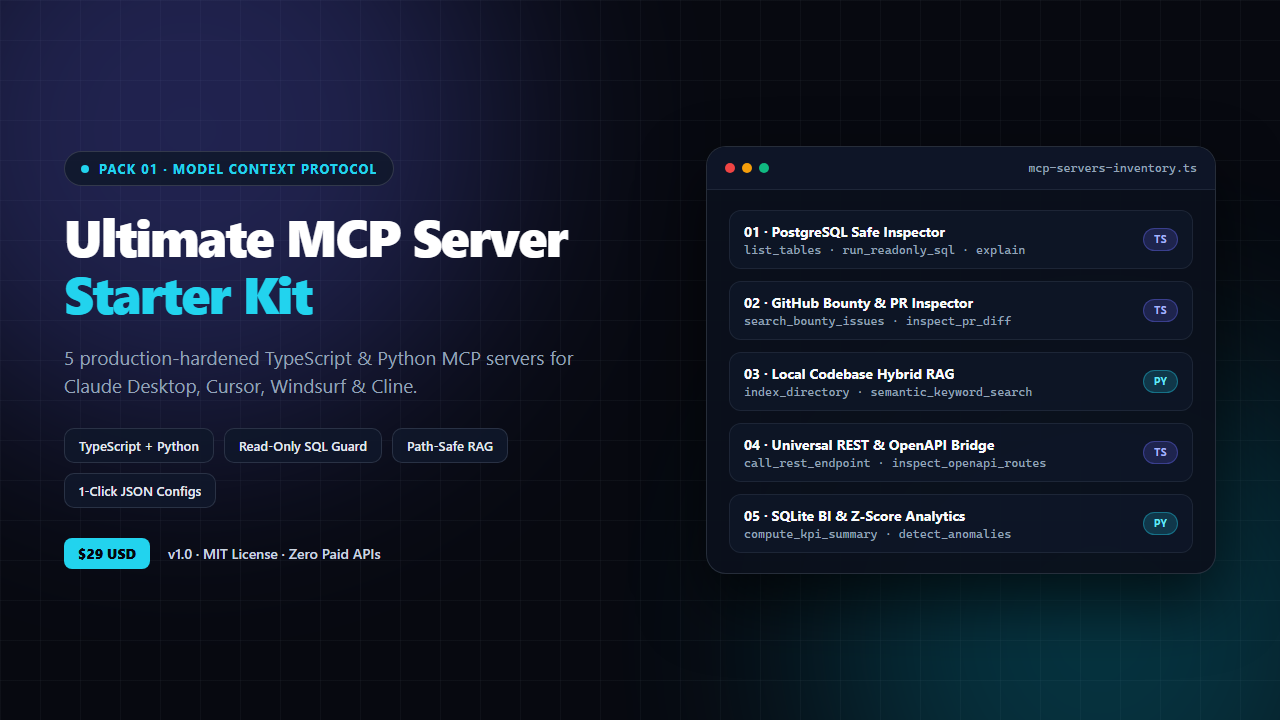 PACK 01 · MODEL CONTEXT PROTOCOL
Ultimate MCP Server
Starter Kit
5 production-hardened TypeScript & Python MCP servers for
Claude Desktop, Cursor, Windsurf & Cline.
TypeScript + Python
Read-Only SQL Guard
Path-Safe RAG
1-Click JSON Configs
$29 USD
v1.0 · MIT License · Zero Paid APIs
mcp-servers-inventory.ts
01 · PostgreSQL Safe Inspector
list_tables · run_readonly_sql · explain
TS
02 · GitHub Bounty & PR Inspector
search_bounty_issues · inspect_pr_diff
TS
03 · Local Codebase Hybrid RAG
index_directory · semantic_keyword_search
PY
04 · Universal REST & OpenAPI Bridge
call_rest_endpoint · inspect_openapi_routes
TS
05 · SQLite BI & Z-Score Analytics
compute_kpi_summary · detect_anomalies
PY